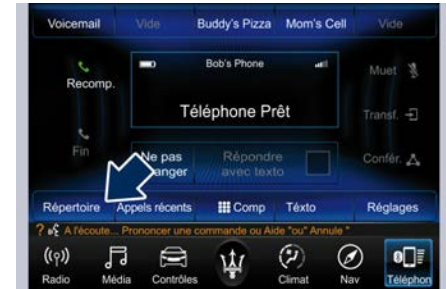 Voicemail Vide Buddy's Pizza Mom's Cell Vide
Bob's Phone
Recomp. Muet
Téléphone Prêt Transf.
Fin Ne pas Répondre Confér.
anger avec texto
Répertoire Appels récents Comp Téxto Réglages
? A l'écoute... Prononcer une commande ou Aide "ou" Annule "
Radio Média Contrôles Climat Nav Téléphon